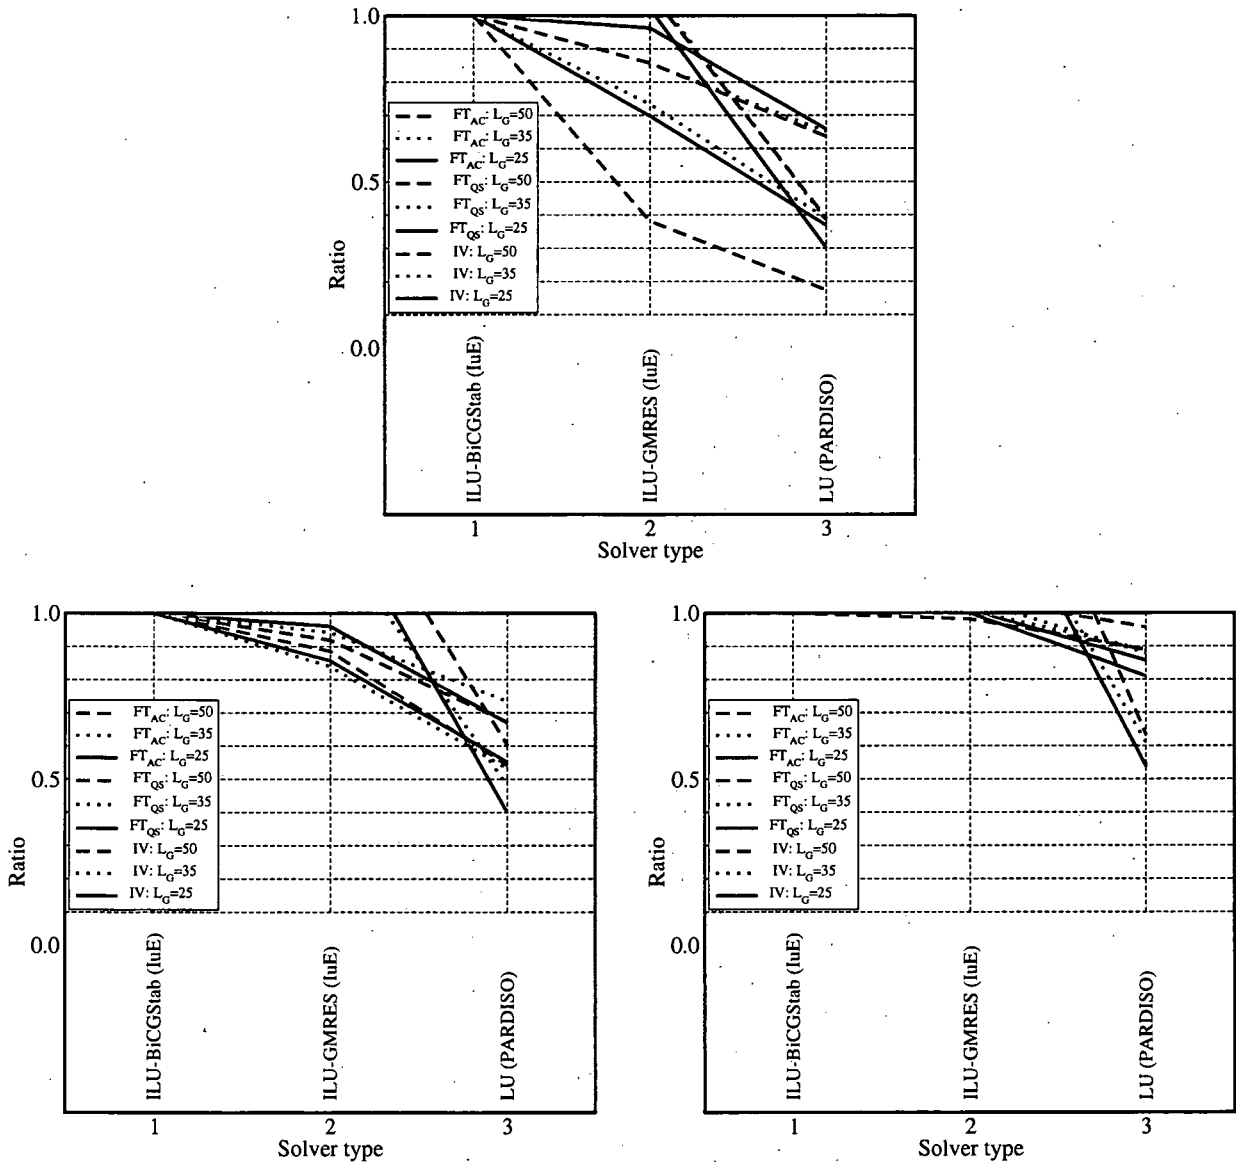 1.0
0.5
0.0
Ratio
FT_AC: L_G=50
FT_AC: L_G=35
FT_AC: L_G=25
FT_QS: L_G=50
FT_QS: L_G=35
FT_QS: L_G=25
IV: L_G=50
IV: L_G=35
IV: L_G=25
ILU-BiCGStab (IuE)
ILU-GMRES (IuE)
LU (PARDISO)
1 2 3
Solver type
1.0
0.5
0.0
Ratio
FT_AC: L_G=50
FT_AC: L_G=35
FT_AC: L_G=25
FT_QS: L_G=50
FT_QS: L_G=35
FT_QS: L_G=25
IV: L_G=50
IV: L_G=35
IV: L_G=25
ILU-BiCGStab (IuE)
ILU-GMRES (IuE)
LU (PARDISO)
1 2 3
Solver type
1.0
0.5
0.0
Ratio
FT_AC: L_G=50
FT_AC: L_G=35
FT_AC: L_G=25
FT_QS: L_G=50
FT_QS: L_G=35
FT_QS: L_G=25
IV: L_G=50
IV: L_G=35
IV: L_G=25
ILU-BiCGStab (IuE)
ILU-GMRES (IuE)
LU (PARDISO)
1 2 3
Solver type